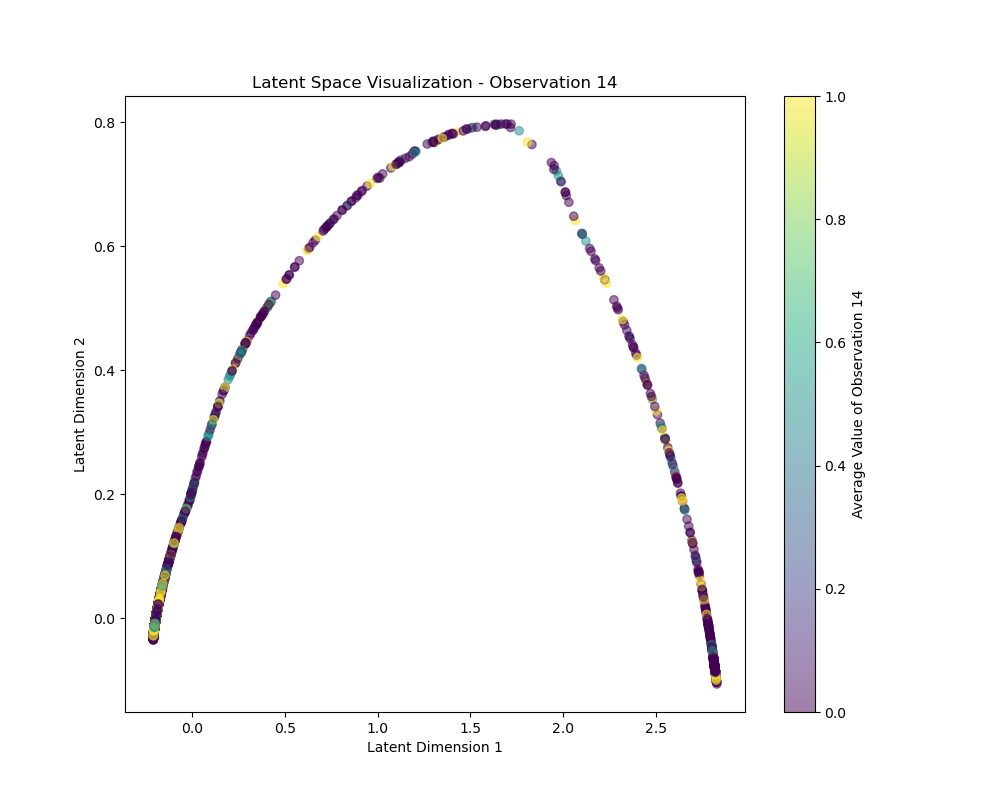 Latent Space Visualization - Observation 14
Latent Dimension 2
0.8
0.6
0.4
0.2
0.0
0.0 0.5 1.0 1.5 2.0 2.5
Latent Dimension 1
1.0
0.8
0.6
0.4
0.2
0.0
Average Value of Observation 14